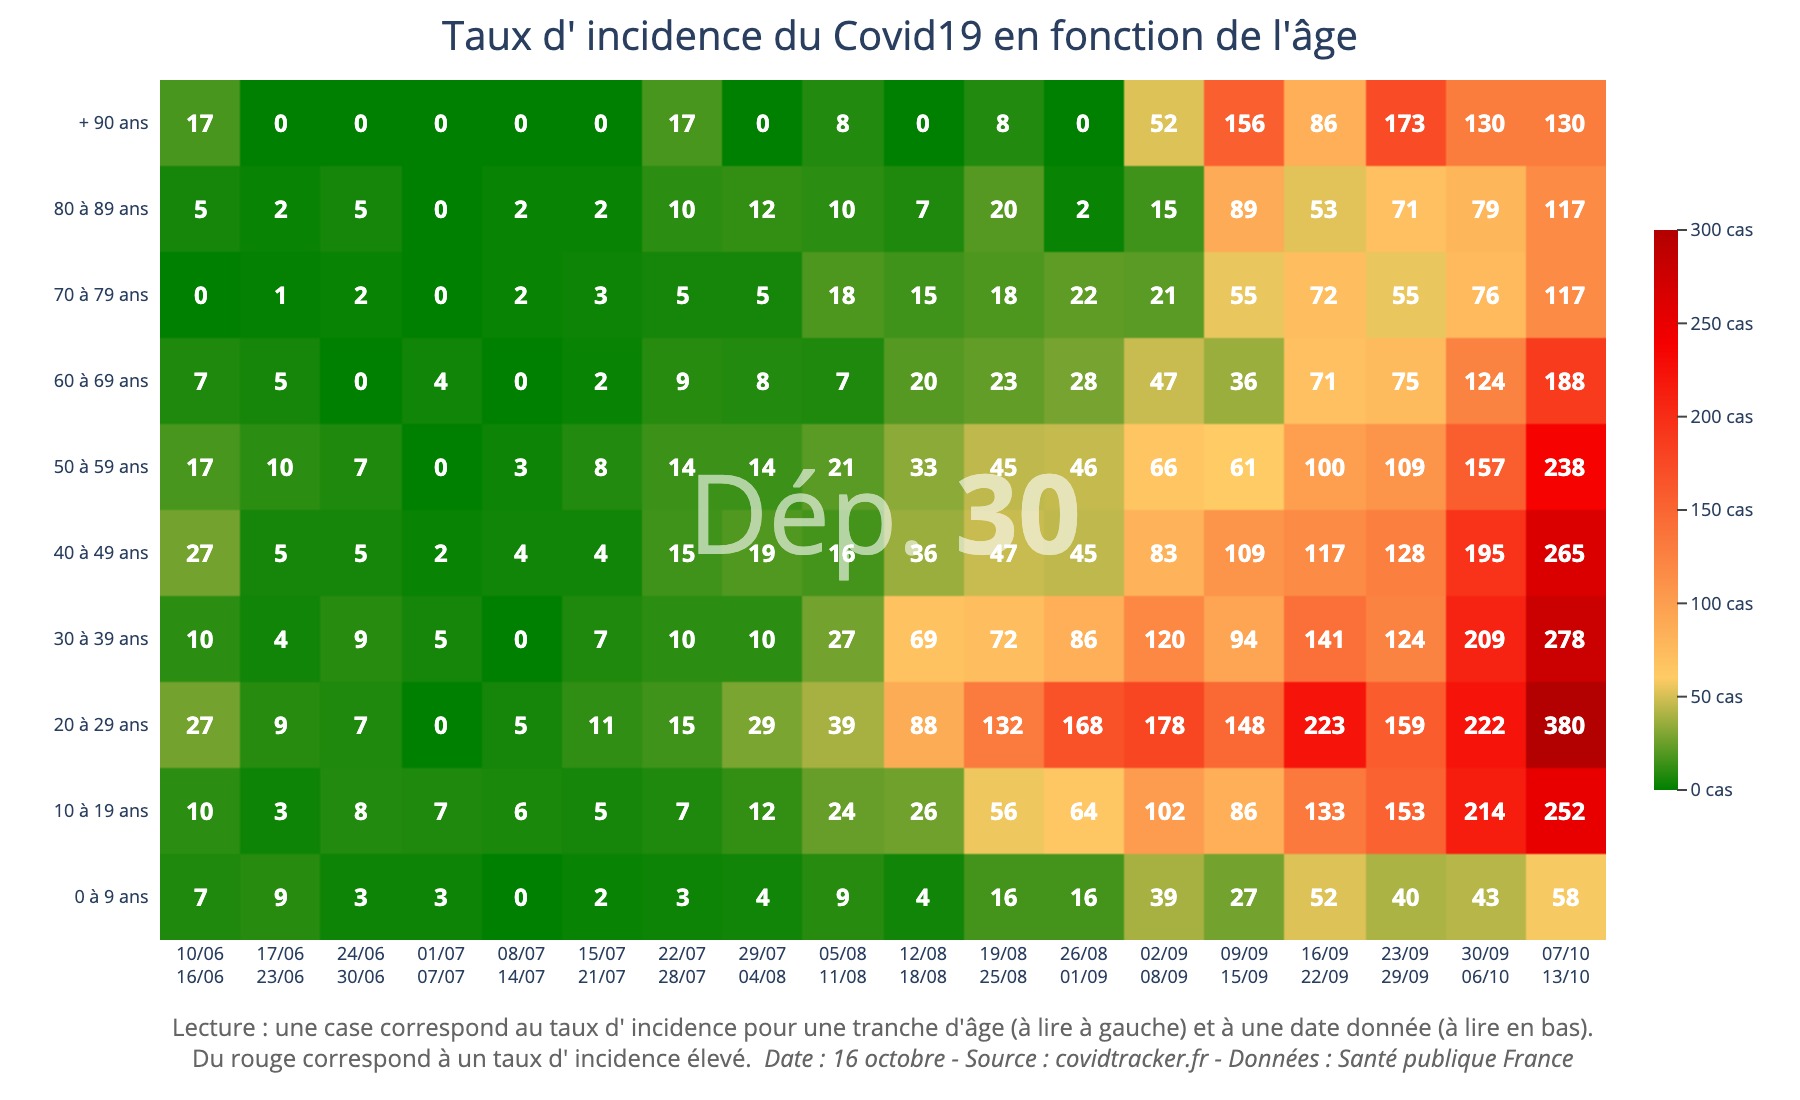 Taux d' incidence du Covid19 en fonction de l'âge
+ 90 ans 17 0 0 0 0 0 17 0 8 0 8 0 52 156 86 173 130 130
80 à 89 ans 5 2 5 0 2 2 10 12 10 7 20 2 15 89 53 71 79 117
70 à 79 ans 0 1 2 0 2 3 5 5 18 15 18 22 21 55 72 55 76 117
60 à 69 ans 7 5 0 4 0 2 9 8 7 20 23 28 47 36 71 75 124 188
50 à 59 ans 17 10 7 0 3 8 14 14 21 33 45 46 66 61 100 109 157 238
Dép. 30
40 à 49 ans 27 5 5 2 4 4 15 19 16 36 47 45 83 109 117 128 195 265
30 à 39 ans 10 4 9 5 0 7 10 10 27 69 72 86 120 94 141 124 209 278
20 à 29 ans 27 9 7 0 5 11 15 29 39 88 132 168 178 148 223 159 222 380
10 à 19 ans 10 3 8 7 6 5 7 12 24 26 56 64 102 86 133 153 214 252
0 à 9 ans 7 9 3 3 0 2 3 4 9 4 16 16 39 27 52 40 43 58
10/06 17/06 24/06 01/07 08/07 15/07 22/07 29/07 05/08 12/08 19/08 26/08 02/09 09/09 16/09 23/09 30/09 07/10
16/06 23/06 30/06 07/07 14/07 21/07 28/07 04/08 11/08 18/08 25/08 01/09 08/09 15/09 22/09 29/09 06/10 13/10
300 cas
250 cas
200 cas
150 cas
100 cas
50 cas
0 cas
Lecture : une case correspond au taux d' incidence pour une tranche d'âge (à lire à gauche) et à une date donnée (à lire en bas).
Du rouge correspond à un taux d' incidence élevé. Date : 16 octobre - Source : covidtracker.fr - Données : Santé publique France